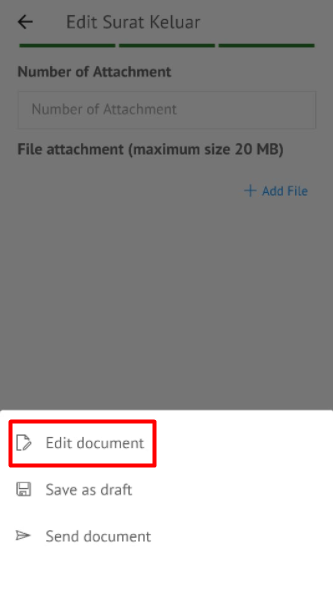 Edit Surat Keluar
Number of Attachment
Number of Attachment
File attachment (maximum size 20 MB)
+ Add File
Edit document
Save as draft
Send document